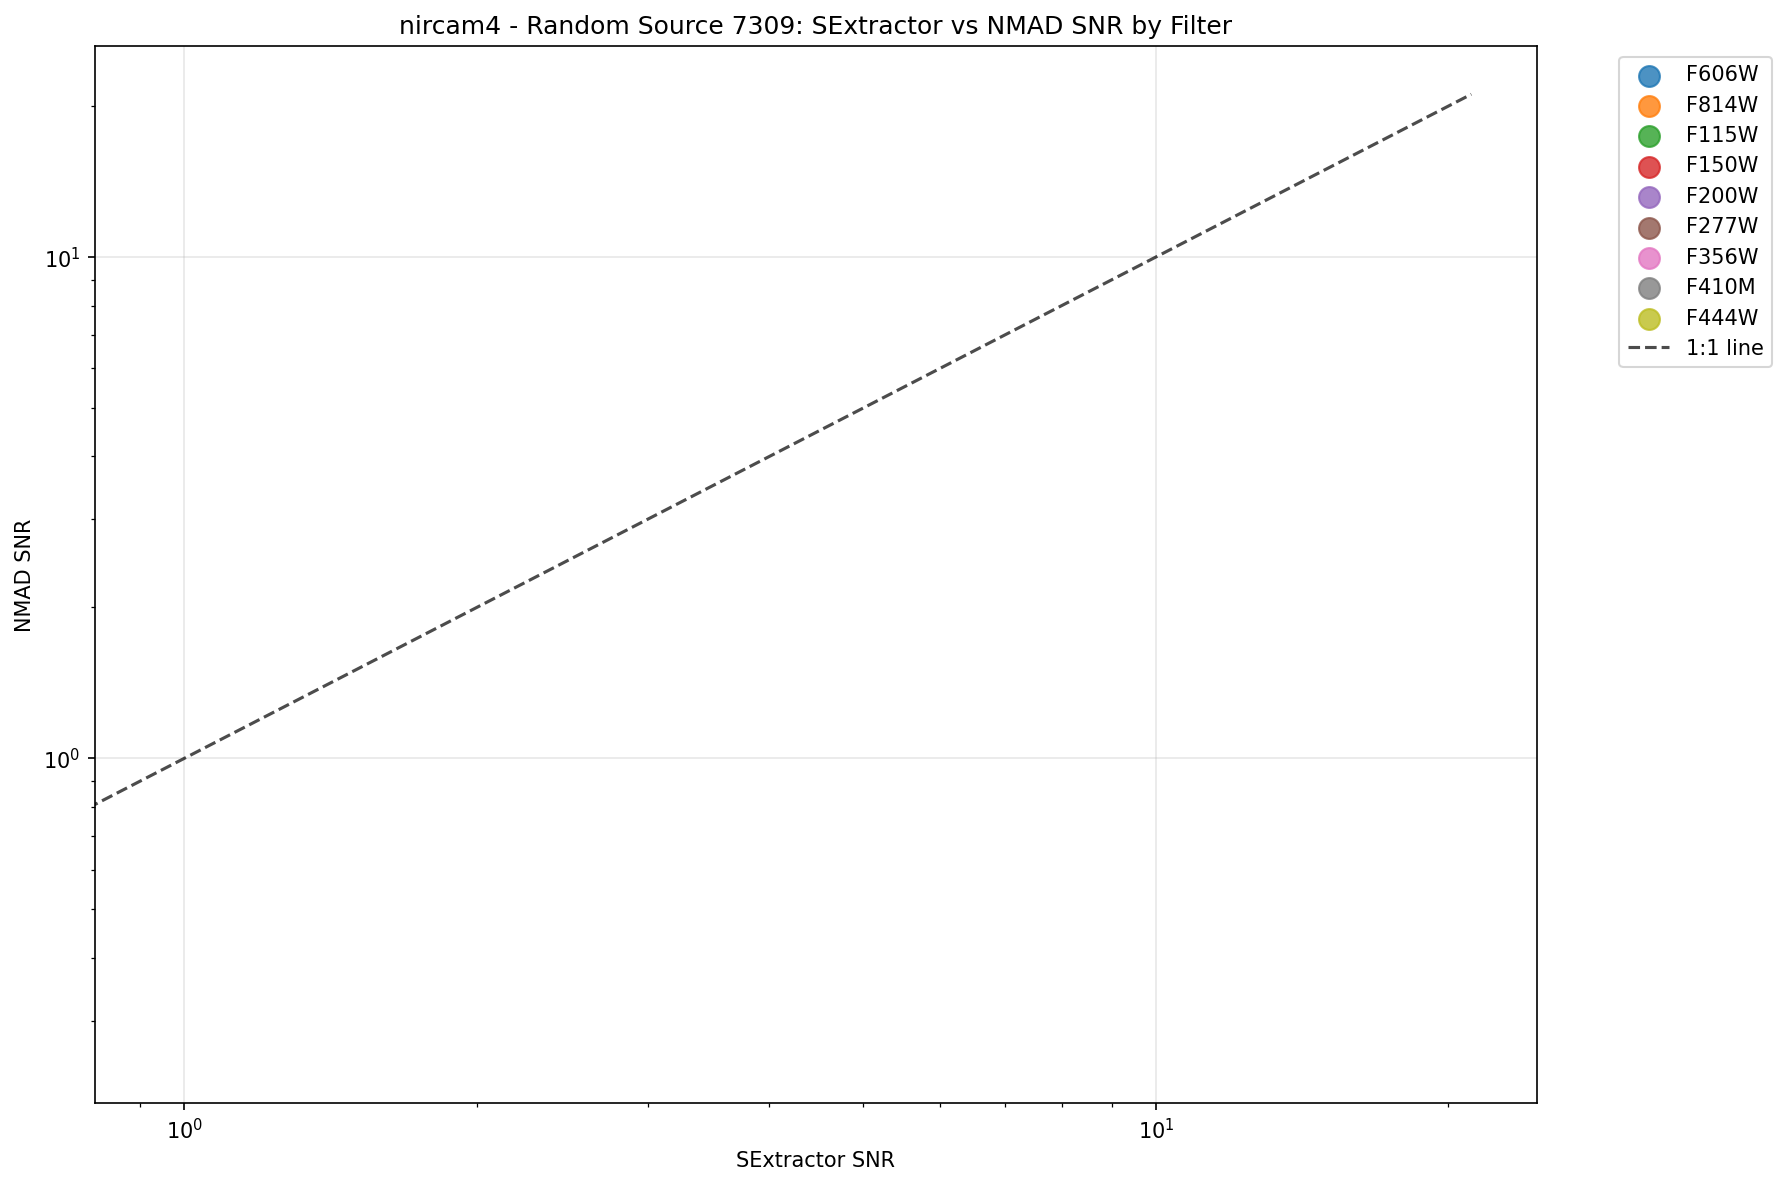 nircam4 - Random Source 7309: SExtractor vs NMAD SNR by Filter
F606W
F814W
F115W
F150W
F200W
F277W
F356W
F410M
F444W
1:1 line
NMAD SNR
10¹
10⁰
10⁰
10¹
SExtractor SNR